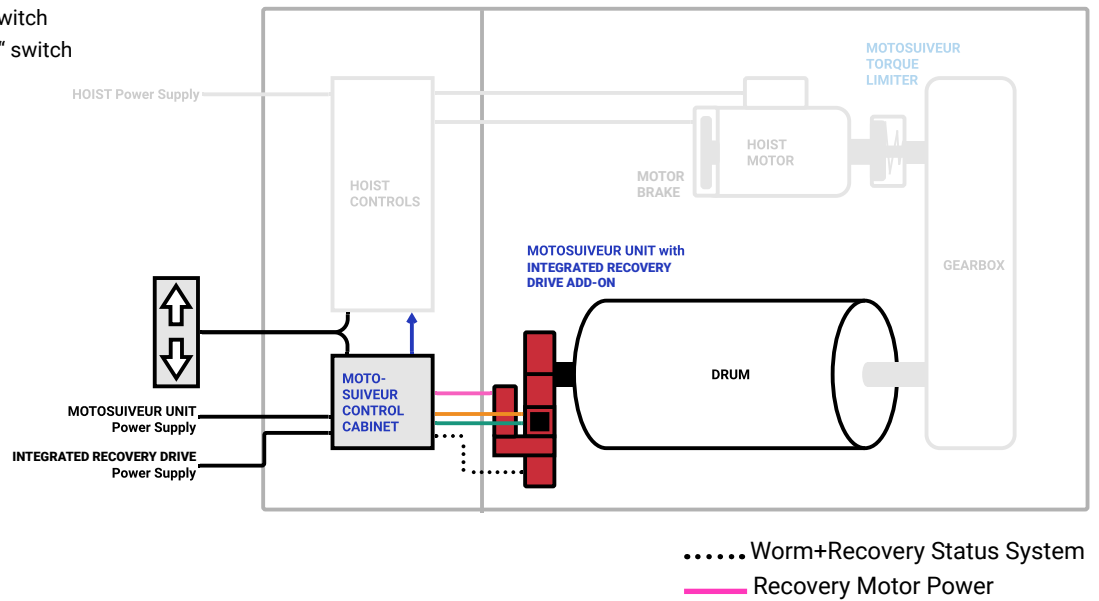 witch
“ switch
MOTOSUIVEUR
TORQUE
LIMITER
HOIST Power Supply
HOIST
MOTOR
MOTOR
BRAKE
HOIST
CONTROLS
MOTOSUIVEUR UNIT with
INTEGRATED RECOVERY
DRIVE ADD-ON
GEARBOX
DRUM
MOTO-
SUIVEUR
CONTROL
CABINET
MOTOSUIVEUR UNIT
Power Supply
INTEGRATED RECOVERY DRIVE
Power Supply
Worm+Recovery Status System
Recovery Motor Power